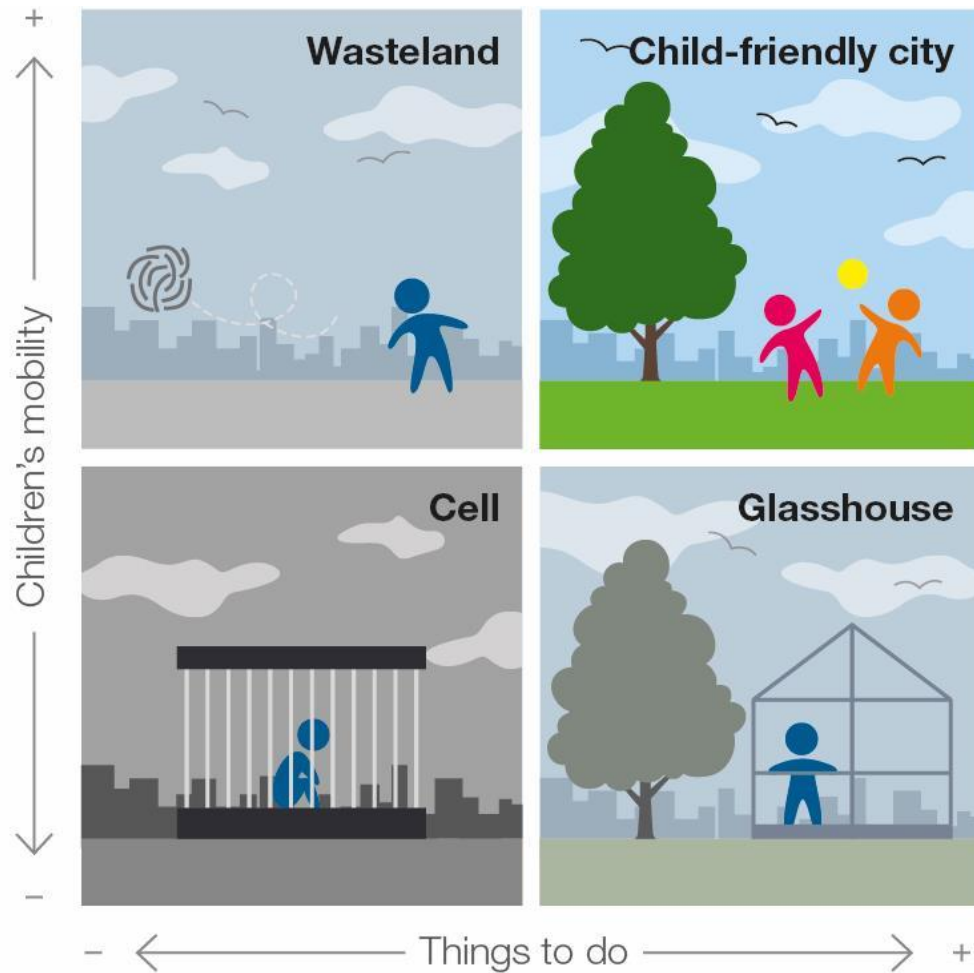 +
Wasteland
Child-friendly city
Children's mobility
Cell
Glasshouse
–
– Things to do +